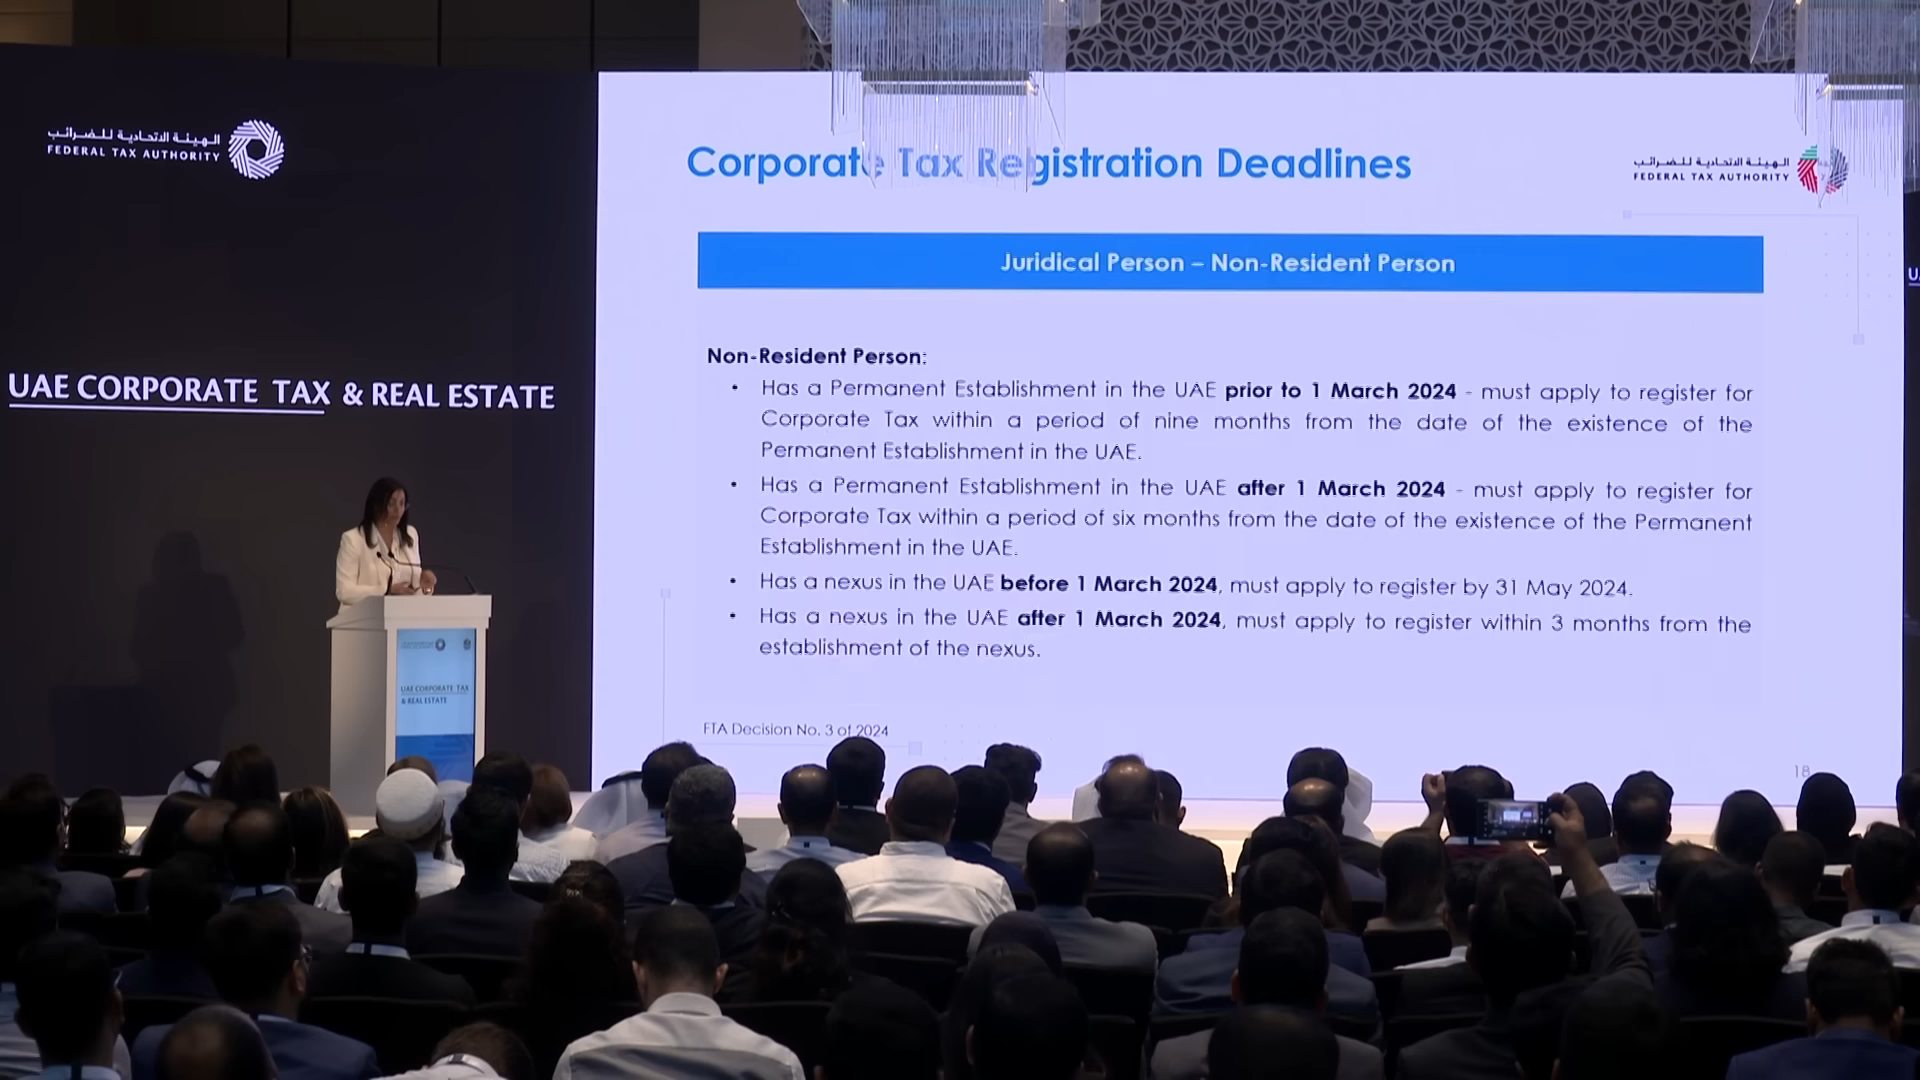 الهيئة الاتحادية للضرائب
FEDERAL TAX AUTHORITY
UAE CORPORATE TAX & REAL ESTATE
Corporate Tax Registration Deadlines
الهيئة الاتحادية للضرائب
FEDERAL TAX AUTHORITY
Juridical Person – Non-Resident Person
Non-Resident Person:
• Has a Permanent Establishment in the UAE prior to 1 March 2024 - must apply to register for
Corporate Tax within a period of nine months from the date of the existence of the
Permanent Establishment in the UAE.
• Has a Permanent Establishment in the UAE after 1 March 2024 - must apply to register for
Corporate Tax within a period of six months from the date of the existence of the Permanent
Establishment in the UAE.
• Has a nexus in the UAE before 1 March 2024, must apply to register by 31 May 2024.
• Has a nexus in the UAE after 1 March 2024, must apply to register within 3 months from the
establishment of the nexus.
FTA Decision No. 3 of 2024
18
UAE CORPORATE TAX
& REAL ESTATE
U